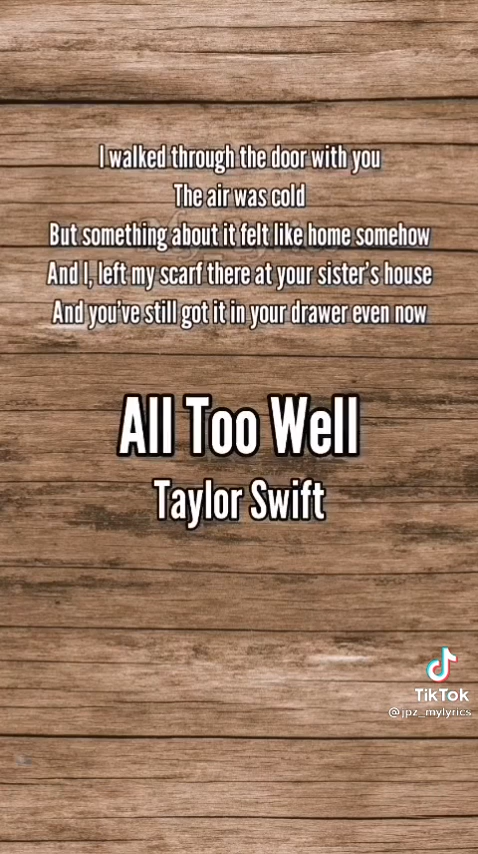 I walked through the door with you
The air was cold
But something about it felt like home somehow
And I, left my scarf there at your sister's house
And you've still got it in your drawer even now
All Too Well
Taylor Swift
TikTok
@jpz_mylyrics